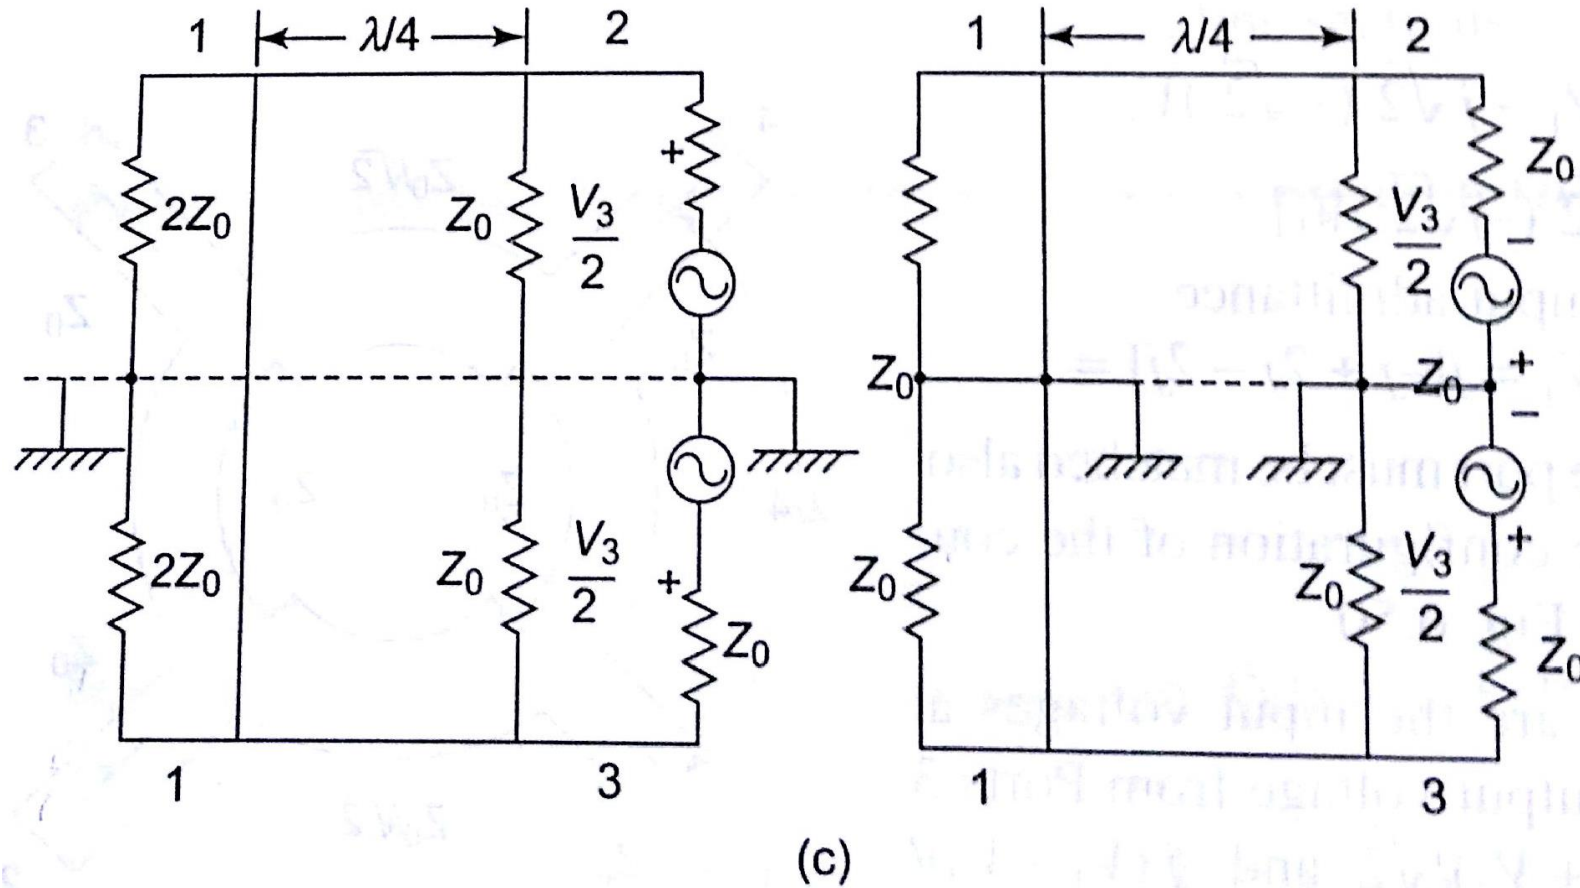 1 λ/4 2 1 λ/4 2
+ Z₀
2Z₀ Z₀ V₃/2 V₃/2 −
Z₀ Z₀ +
−
2Z₀ Z₀ V₃/2 + Z₀ Z₀ V₃/2 +
Z₀ Z₀
1 3 1 3
(c)